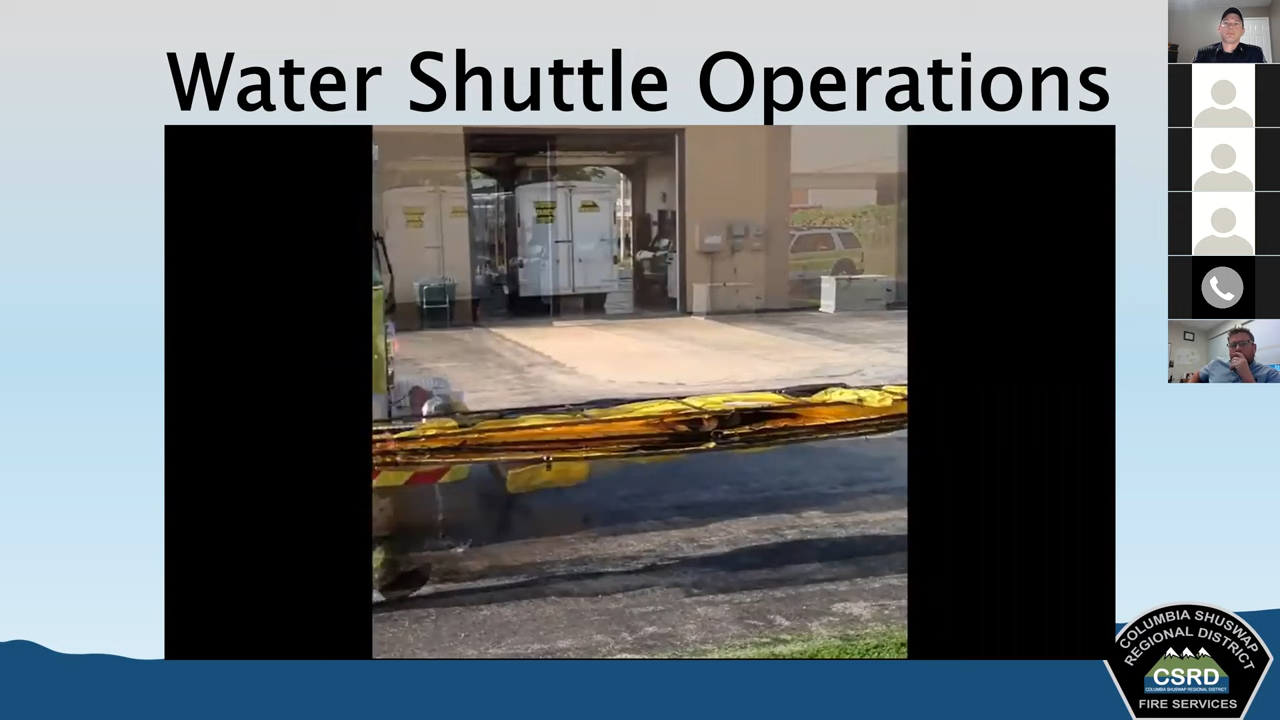 Water Shuttle Operations
COLUMBIA SHUSWAP
REGIONAL DISTRICT
CSRD
COLUMBIA SHUSWAP REGIONAL DISTRICT
FIRE SERVICES